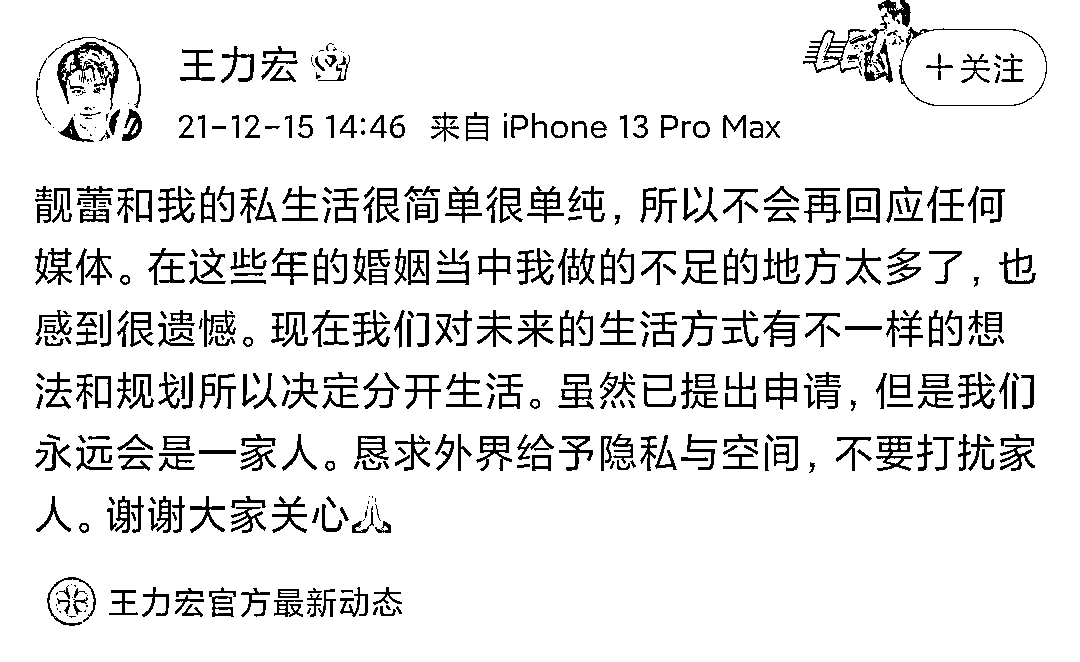 王力宏
+关注
21-12-15 14:46 来自 iPhone 13 Pro Max
靓蕾和我的私生活很简单很单纯，所以不会再回应任何
媒体。在这些年的婚姻当中我做的不足的地方太多了，也
感到很遗憾。现在我们对未来的生活方式有不一样的想
法和规划所以决定分开生活。虽然已提出申请，但是我们
永远会是一家人。恳求外界给予隐私与空间，不要打扰家
人。谢谢大家关心🙏
王力宏官方最新动态